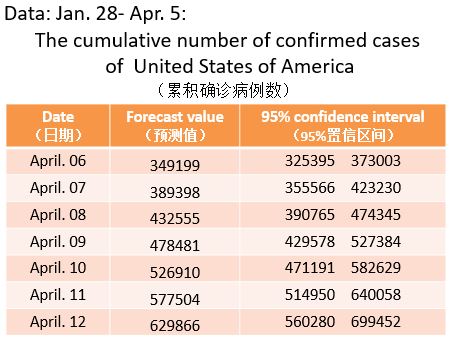 Data: Jan. 28- Apr. 5:
The cumulative number of confirmed cases
of United States of America
（累积确诊病例数）
Date Forecast value 95% confidence interval
（日期） （预测值） （95%置信区间）
April. 06 349199 325395 373003
April. 07 389398 355566 423230
April. 08 432555 390765 474345
April. 09 478481 429578 527384
April. 10 526910 471191 582629
April. 11 577504 514950 640058
April. 12 629866 560280 699452